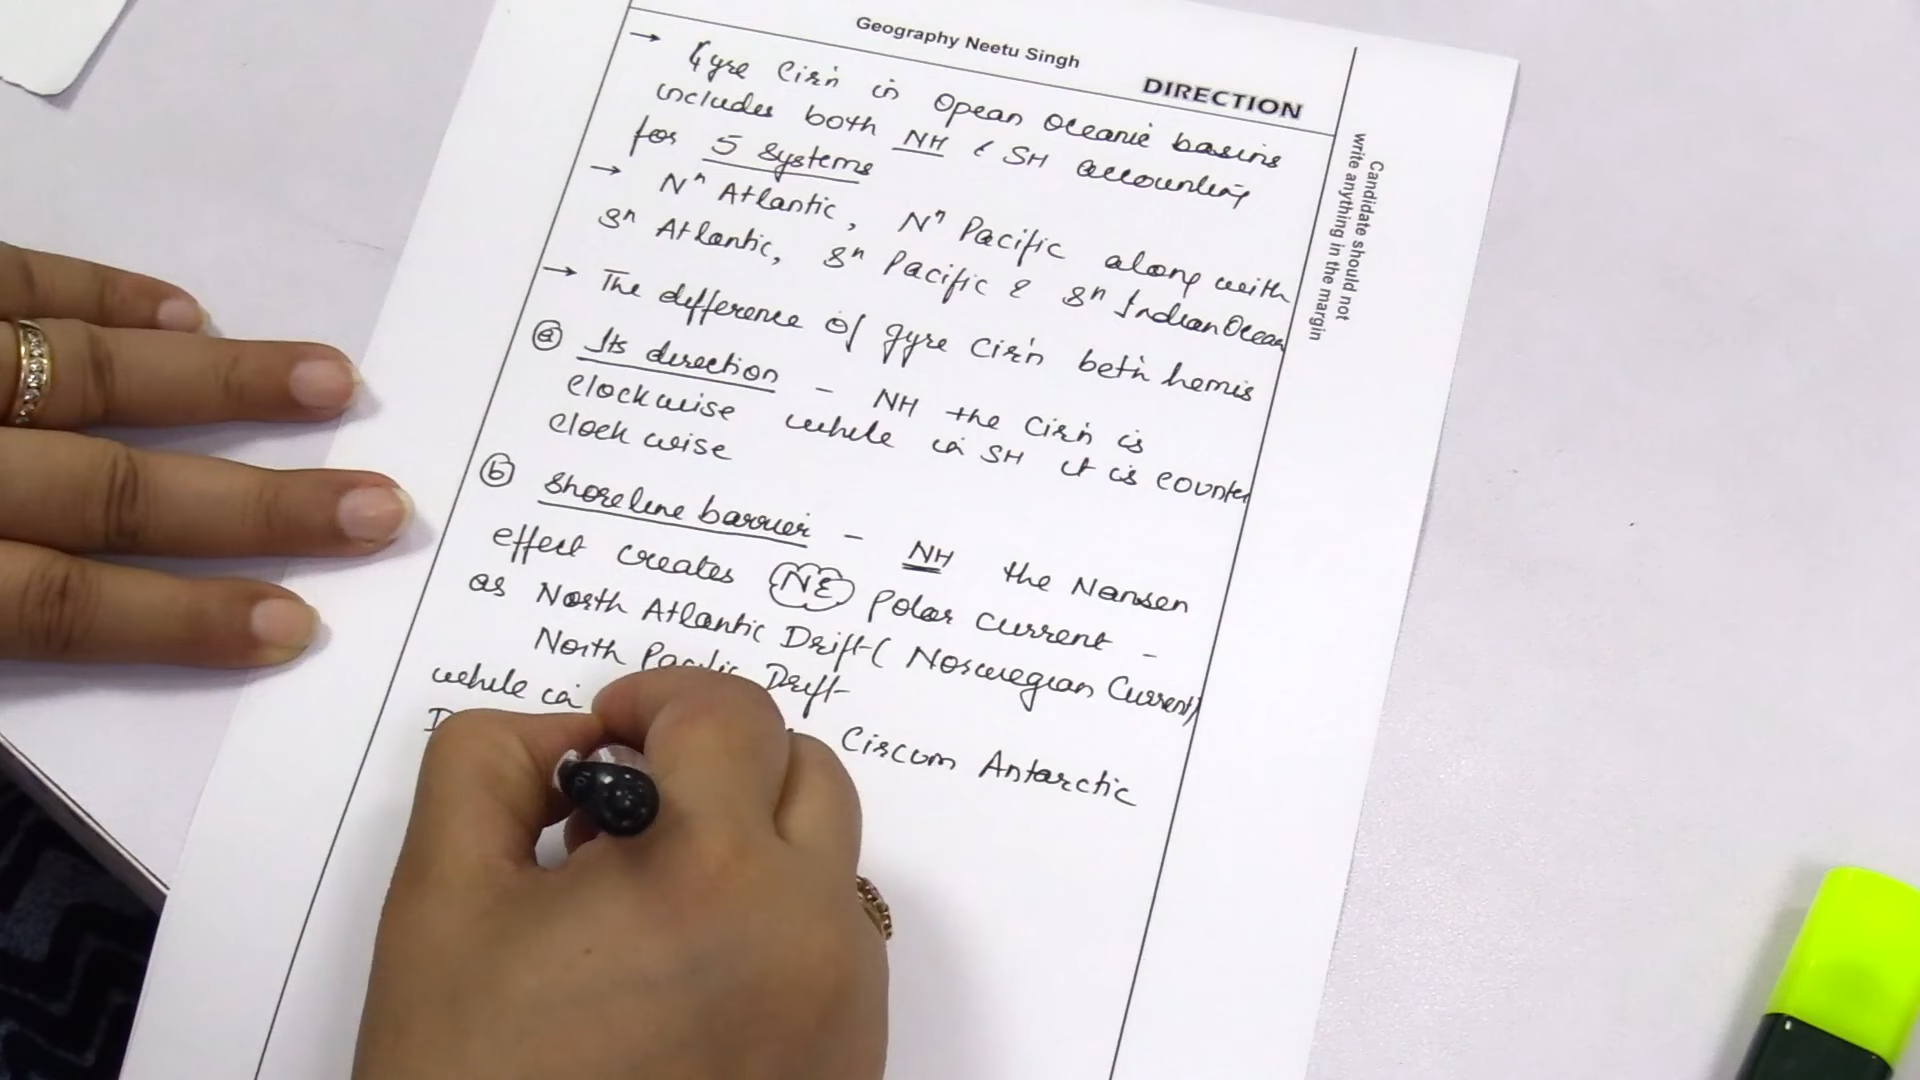 Geography Neetu Singh
DIRECTION
Candidate should not
write anything in the margin
→ Gyre Cirn in Opean Oceanic basins
includes both NH & SH accounting
for 5 systems
→ Nn Atlantic, Nn Pacific along with
Sn Atlantic, Sn Pacific & Sn Indian Ocean
→ The difference of gyre Cirn betn hemis
(a) Its direction - NH the Cirn is
clockwise while in SH it is counter
clock wise
(b) Shoreline barrier - NH the Nansen
effect creates NE Polar current -
as North Atlantic Drift (Norwegian Current)
North Pacific Drift
while in
Circum Antarctic